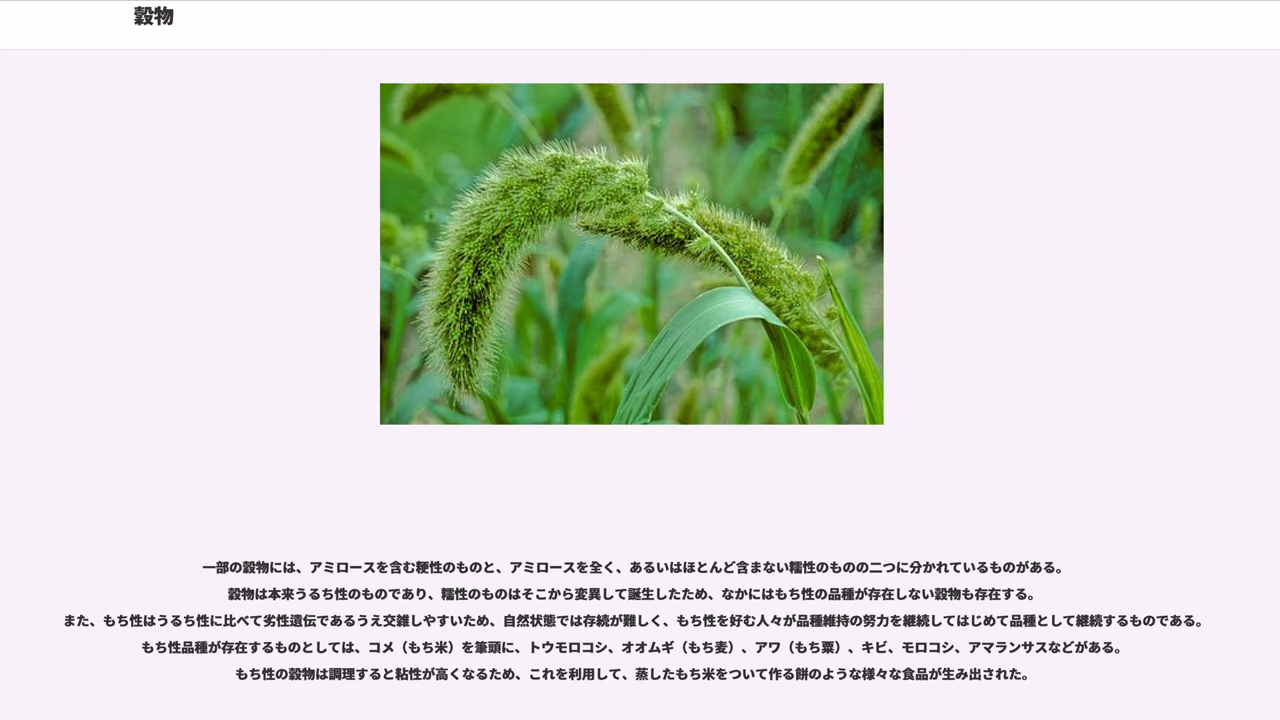 穀物
一部の穀物には、アミロースを含む粳性のものと、アミロースを全く、あるいはほとんど含まない糯性のものの二つに分かれているものがある。
穀物は本来うるち性のものであり、糯性のものはそこから変異して誕生したため、なかにはもち性の品種が存在しない穀物も存在する。
また、もち性はうるち性に比べて劣性遺伝であるうえ交雑しやすいため、自然状態では存続が難しく、もち性を好む人々が品種維持の努力を継続してはじめて品種として継続するものである。
もち性品種が存在するものとしては、コメ（もち米）を筆頭に、トウモロコシ、オオムギ（もち麦）、アワ（もち粟）、キビ、モロコシ、アマランサスなどがある。
もち性の穀物は調理すると粘性が高くなるため、これを利用して、蒸したもち米をついて作る餅のような様々な食品が生み出された。